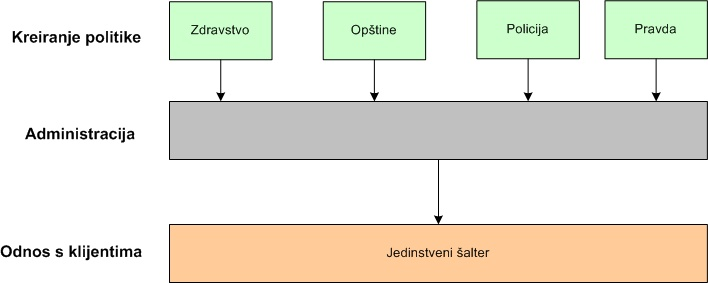 Kreiranje politike
Zdravstvo
Opštine
Policija
Pravda
Administracija
Odnos s klijentima
Jedinstveni šalter